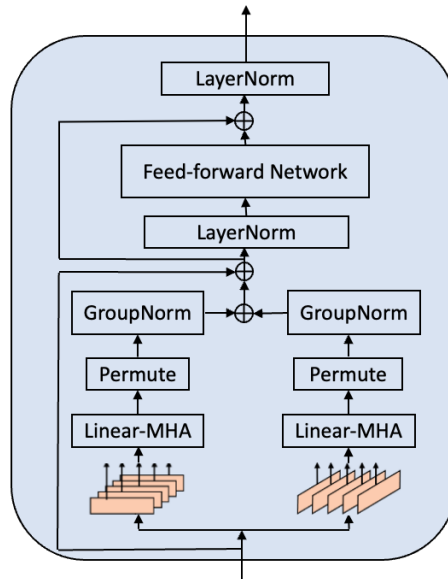 LayerNorm
Feed-forward Network
LayerNorm
GroupNorm
GroupNorm
Permute
Permute
Linear-MHA
Linear-MHA